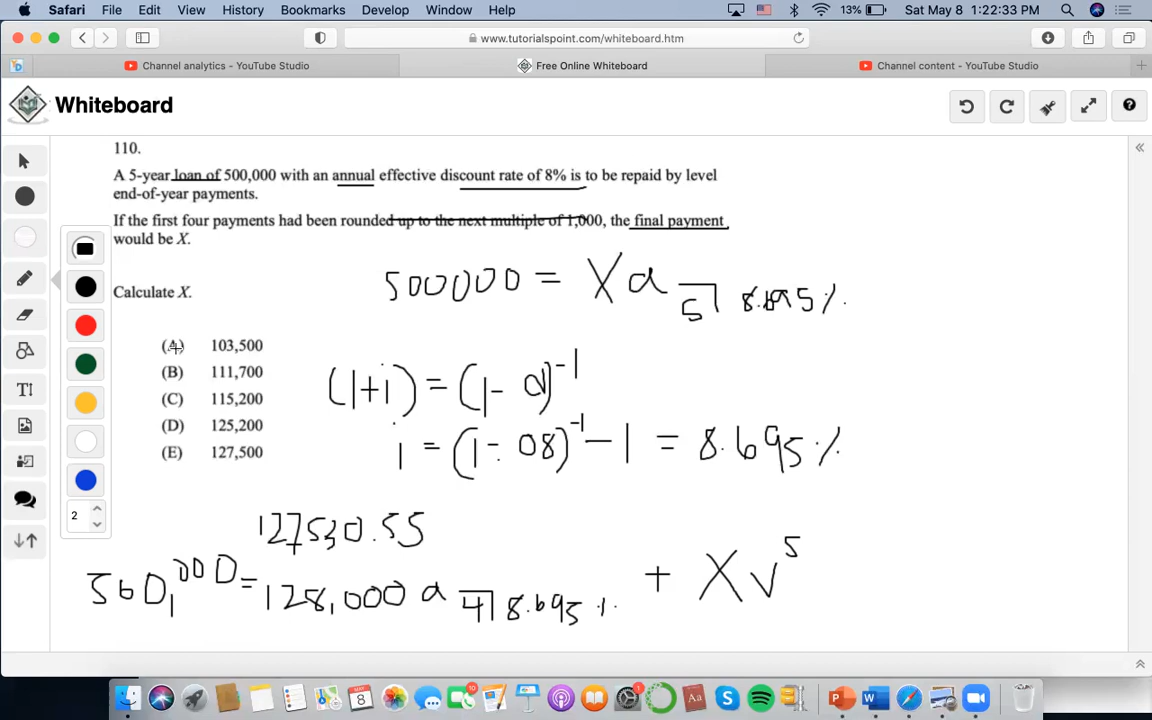 Safari File Edit View History Bookmarks Develop Window Help 13% Sat May 8 1:22:33 PM
www.tutorialspoint.com/whiteboard.htm
Channel analytics - YouTube Studio Free Online Whiteboard Channel content - YouTube Studio
Whiteboard
110.
A 5-year loan of 500,000 with an annual effective discount rate of 8% is to be repaid by level
end-of-year payments.
If the first four payments had been rounded up to the next multiple of 1,000, the final payment
would be X.
500000 = X a 5 8.695%
Calculate X.
(A) 103,500
(B) 111,700
(C) 115,200
(D) 125,200
(E) 127,500
(1+i) = (1-d)^-1
i = (1-.08)^-1 - 1 = 8.695%
127530.55
500,000 = 128,000 a 4 8.695% + X v^5
2